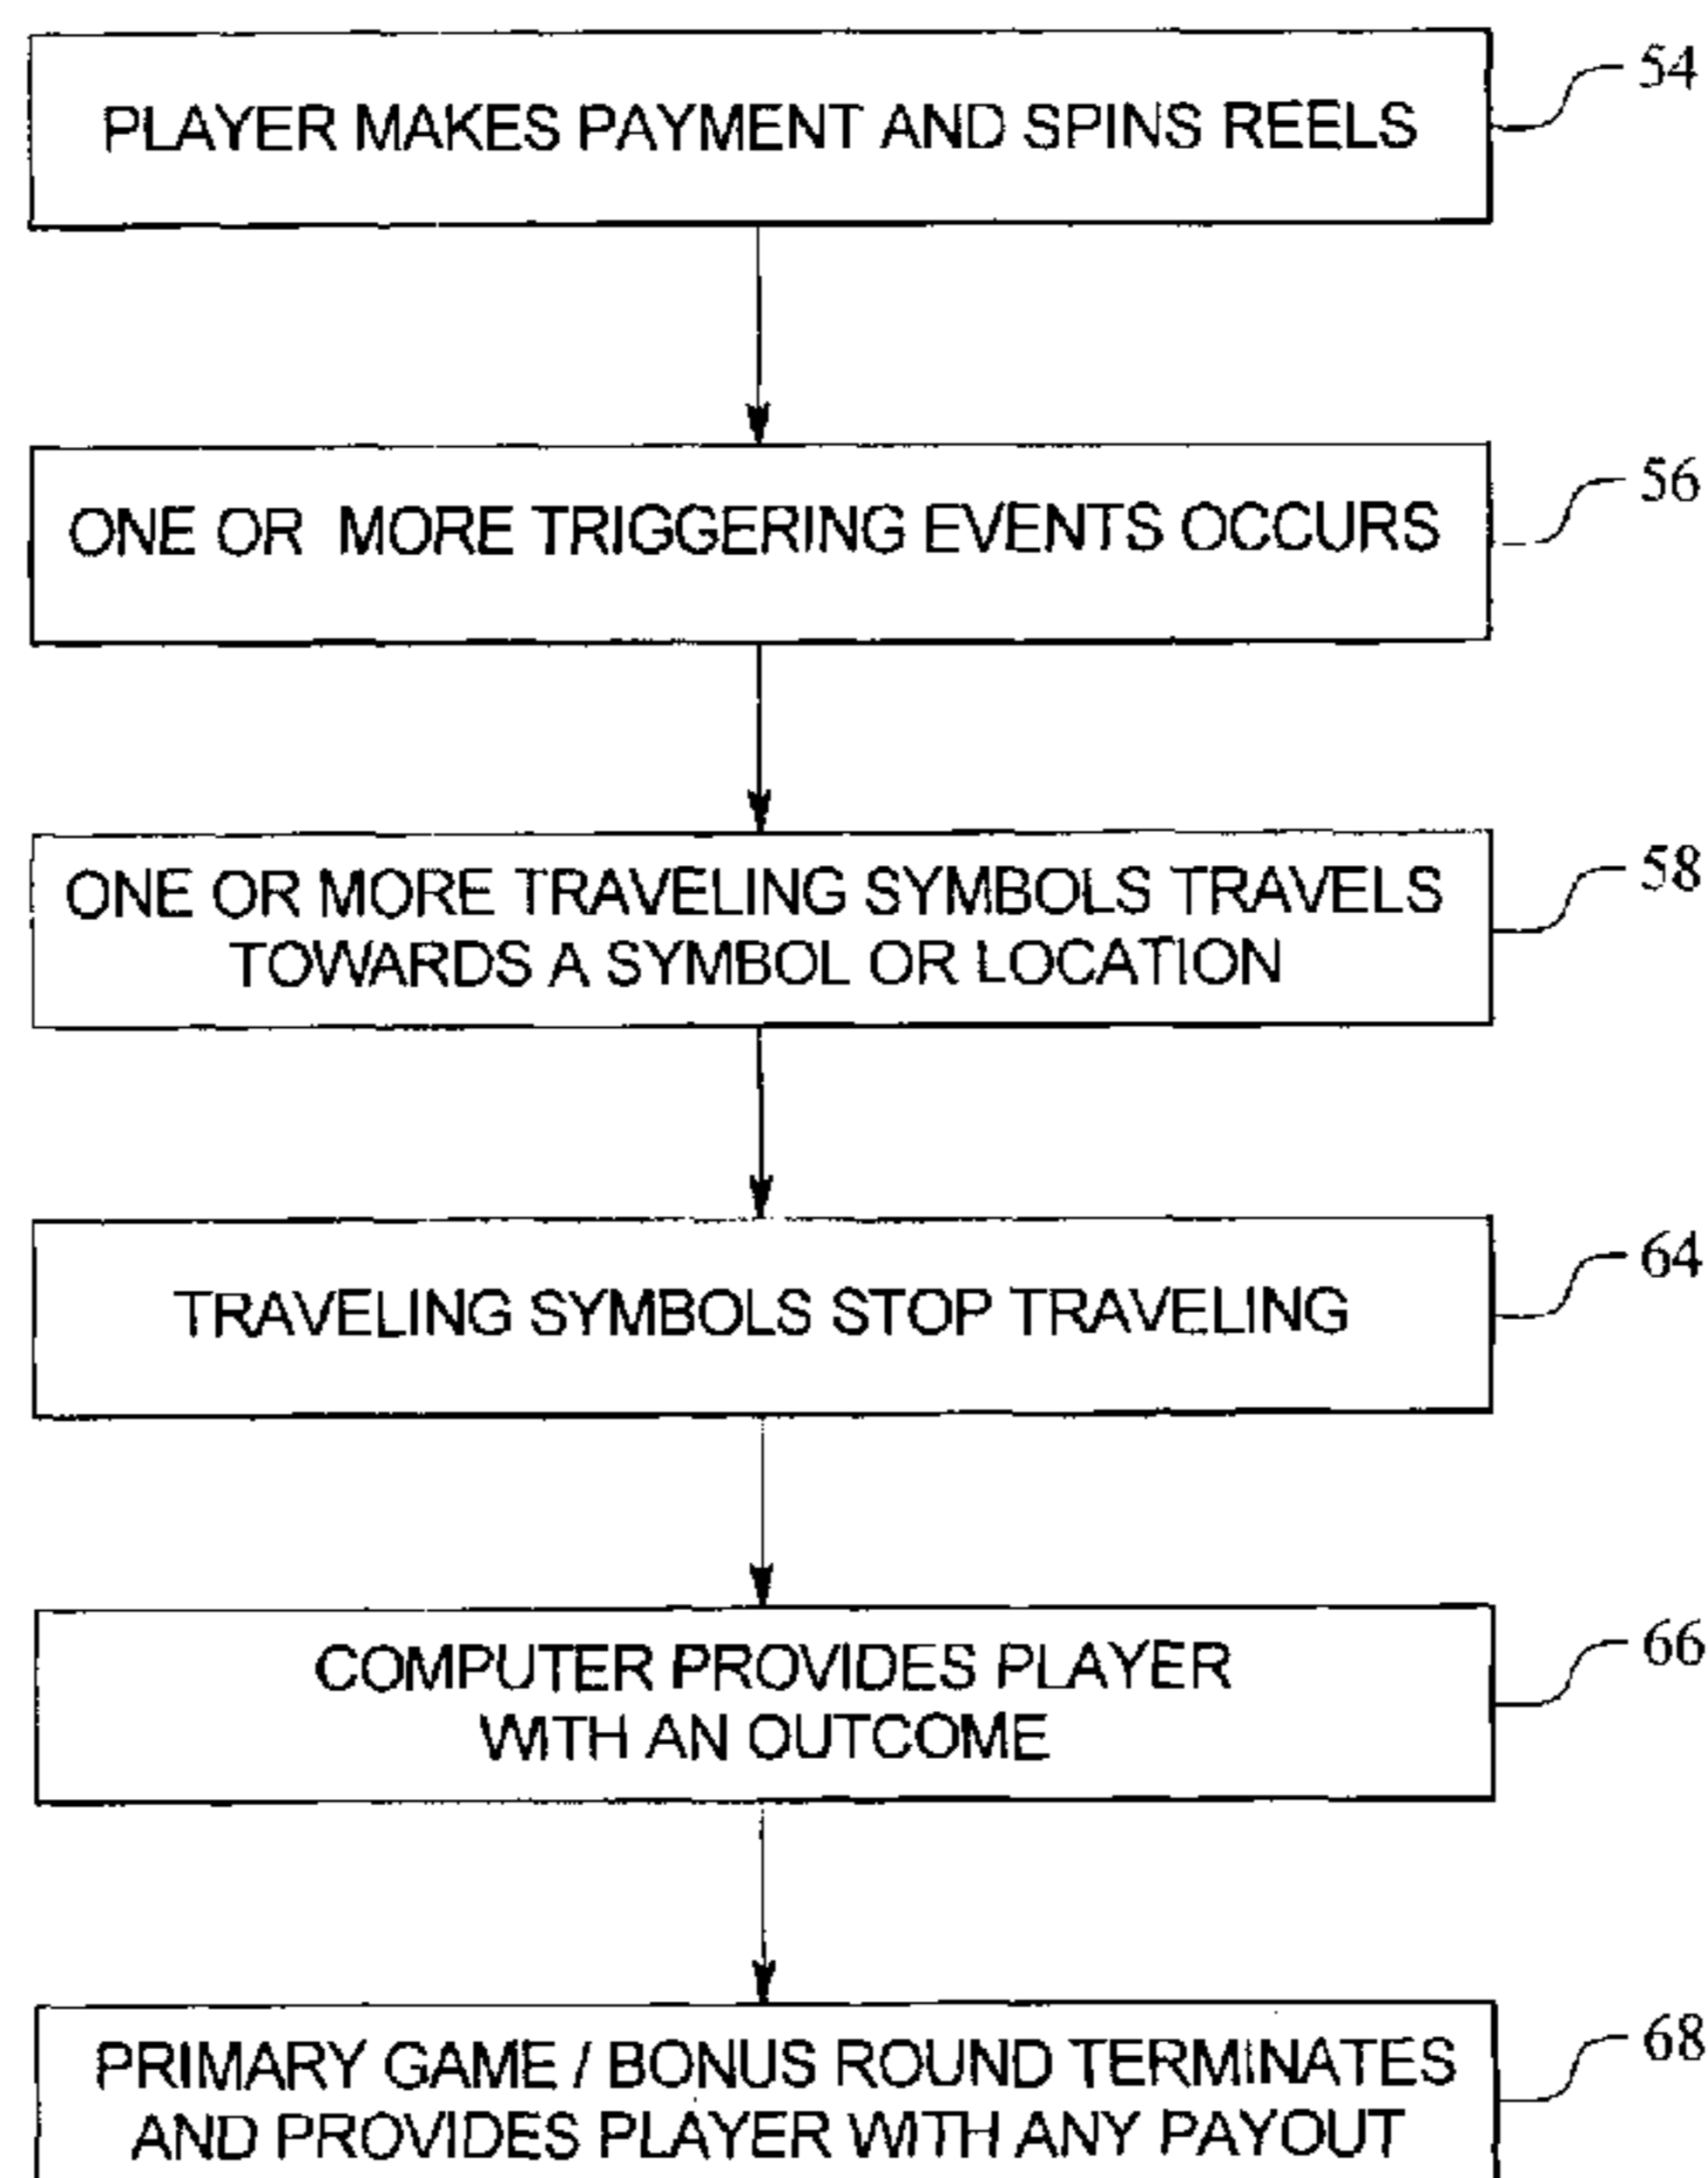 PLAYER MAKES PAYMENT AND SPINS REELS
54
ONE OR MORE TRIGGERING EVENTS OCCURS
56
ONE OR MORE TRAVELING SYMBOLS TRAVELS
TOWARDS A SYMBOL OR LOCATION
58
TRAVELING SYMBOLS STOP TRAVELING
64
COMPUTER PROVIDES PLAYER
WITH AN OUTCOME
66
PRIMARY GAME / BONUS ROUND TERMINATES
AND PROVIDES PLAYER WITH ANY PAYOUT
68